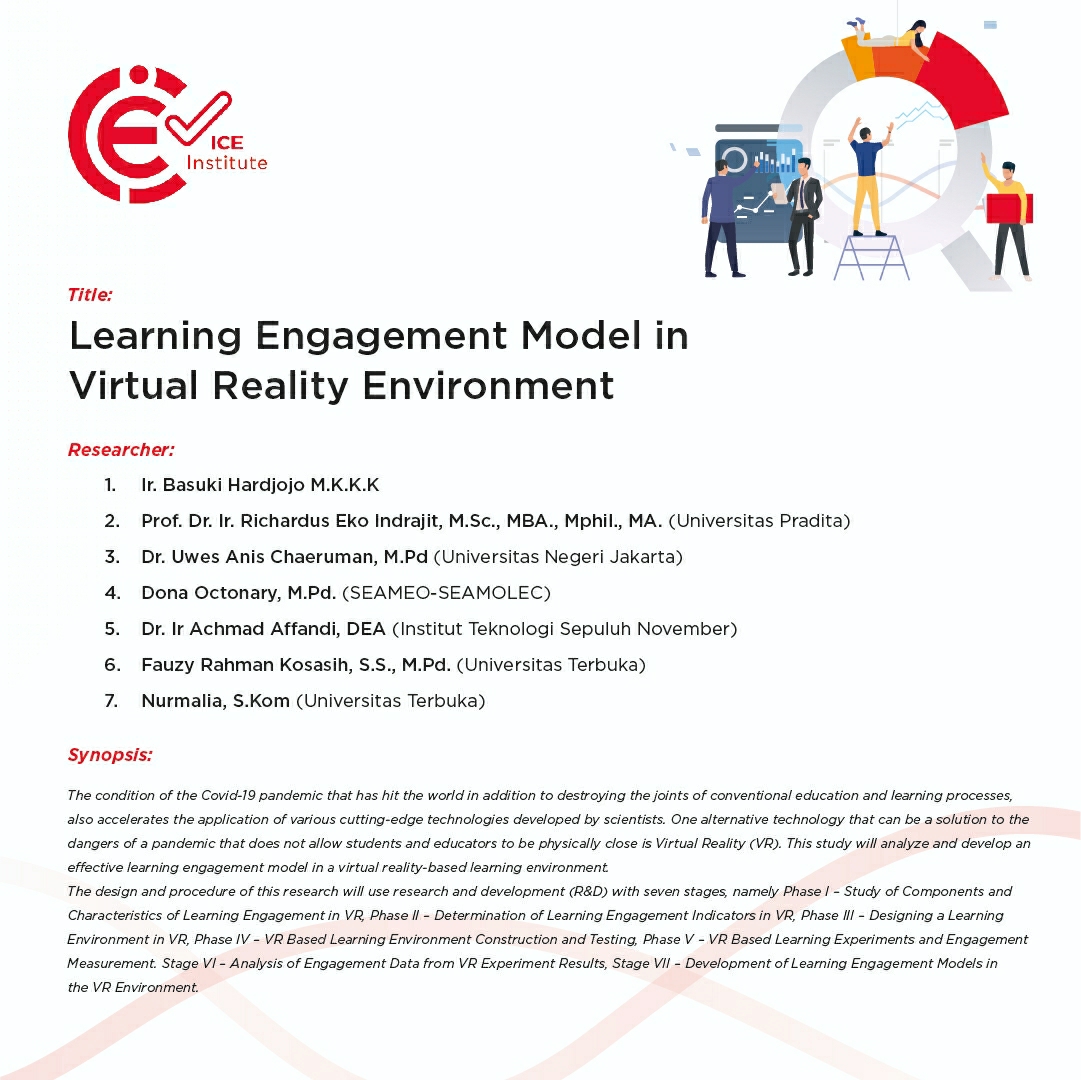 ICE
Institute
Title:
Learning Engagement Model in
Virtual Reality Environment
Researcher:
1. Ir. Basuki Hardjojo M.K.K.K
2. Prof. Dr. Ir. Richardus Eko Indrajit, M.Sc., MBA., Mphil., MA. (Universitas Pradita)
3. Dr. Uwes Anis Chaeruman, M.Pd (Universitas Negeri Jakarta)
4. Dona Octonary, M.Pd. (SEAMEO-SEAMOLEC)
5. Dr. Ir Achmad Affandi, DEA (Institut Teknologi Sepuluh November)
6. Fauzy Rahman Kosasih, S.S., M.Pd. (Universitas Terbuka)
7. Nurmalia, S.Kom (Universitas Terbuka)
Synopsis:
The condition of the Covid-19 pandemic that has hit the world in addition to destroying the joints of conventional education and learning processes,
also accelerates the application of various cutting-edge technologies developed by scientists. One alternative technology that can be a solution to the
dangers of a pandemic that does not allow students and educators to be physically close is Virtual Reality (VR). This study will analyze and develop an
effective learning engagement model in a virtual reality-based learning environment.
The design and procedure of this research will use research and development (R&D) with seven stages, namely Phase I – Study of Components and
Characteristics of Learning Engagement in VR, Phase II – Determination of Learning Engagement Indicators in VR, Phase III – Designing a Learning
Environment in VR, Phase IV – VR Based Learning Environment Construction and Testing, Phase V – VR Based Learning Experiments and Engagement
Measurement. Stage VI – Analysis of Engagement Data from VR Experiment Results, Stage VII – Development of Learning Engagement Models in
the VR Environment.